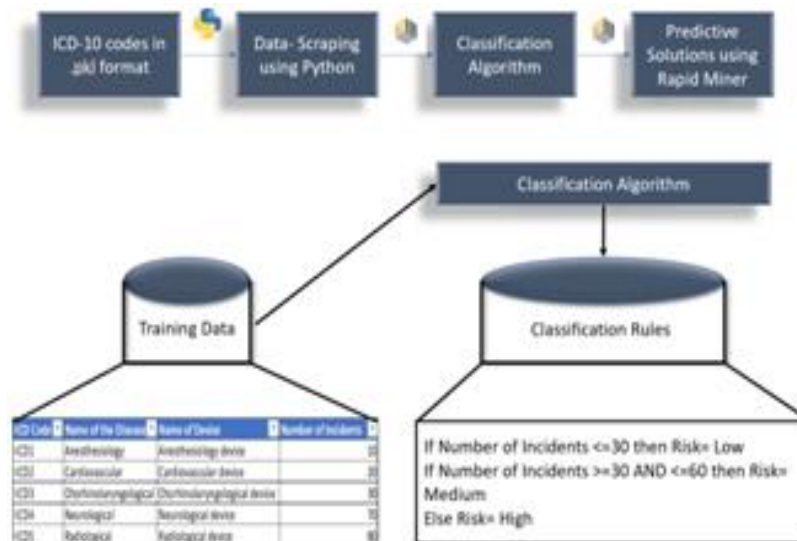 ICD-10 codes in
.pkl format
Data- Scraping
using Python
Classification
Algorithm
Predictive
Solutions using
Rapid Miner
Classification Algorithm
Training Data
Classification Rules
ICD Code Name of the Disease Name of Device Number of Incidents
ICD1 Anesthesiology Anesthesiology device
ICD2 Cardiovascular Cardiovascular device
ICD3
ICD4 Neurological Neurological device 70
ICD5 Radiological Radiological device
If Number of Incidents <=30 then Risk= Low
If Number of Incidents >=30 AND <=60 then Risk=
Medium
Else Risk= High